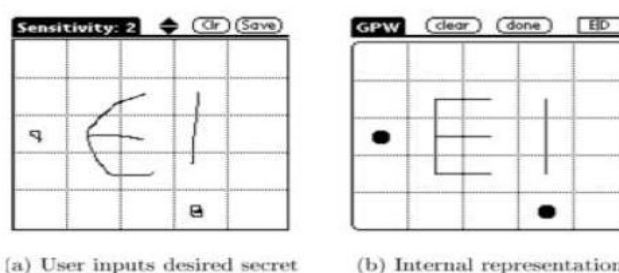 Sensitivity: 2 Clr Save
GPW clear done
(a) User inputs desired secret
(b) Internal representation